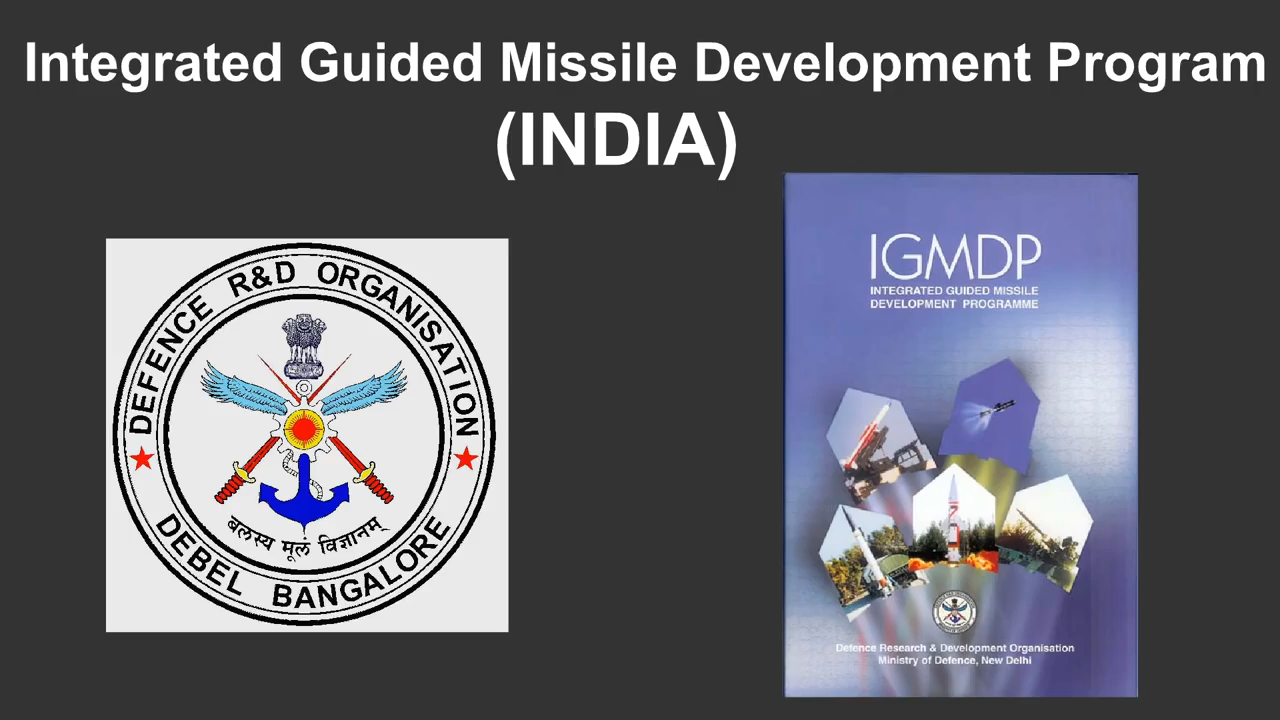 Integrated Guided Missile Development Program
(INDIA)
DEFENCE R&D ORGANISATION
बलस्य मूलं विज्ञानम्
DEBEL BANGALORE
IGMDP
INTEGRATED GUIDED MISSILE
DEVELOPMENT PROGRAMME
Defence Research & Development Organisation
Ministry of Defence, New Delhi